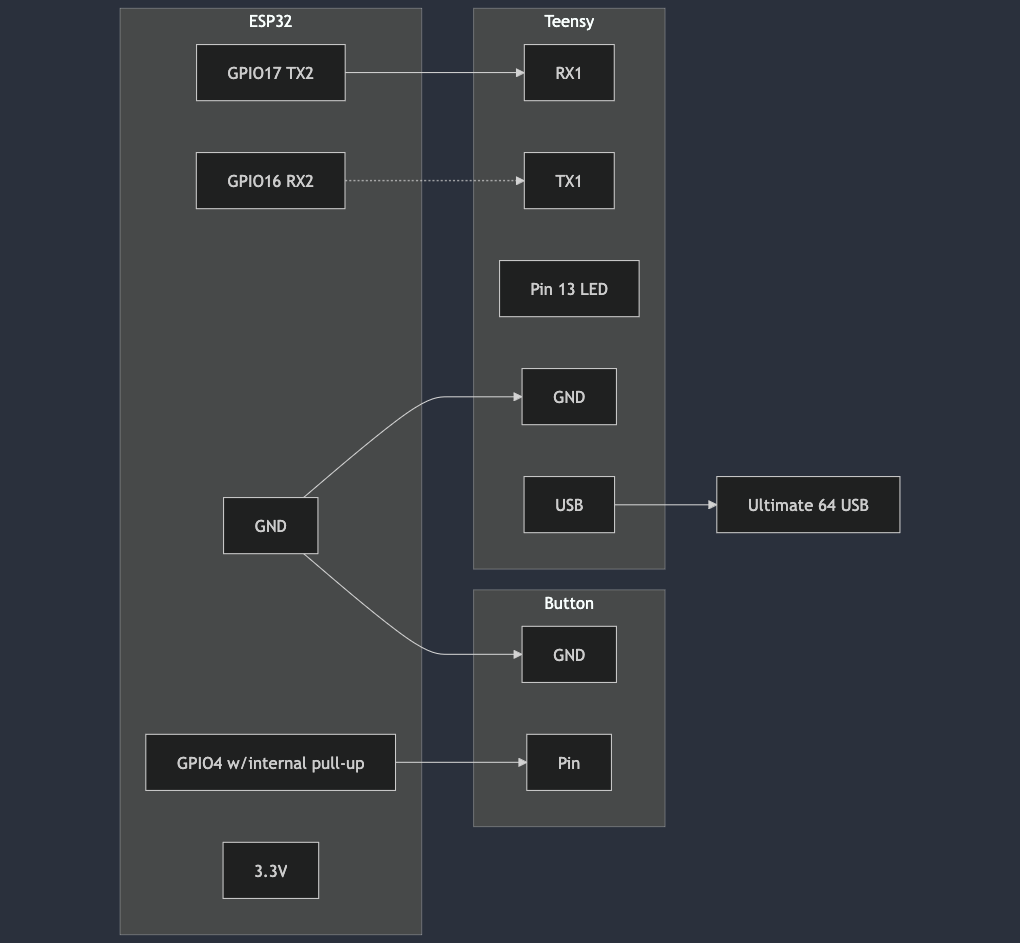 ESP32
GPIO17 TX2
GPIO16 RX2
GND
GPIO4 w/internal pull-up
3.3V
Teensy
RX1
TX1
Pin 13 LED
GND
USB
Ultimate 64 USB
Button
GND
Pin